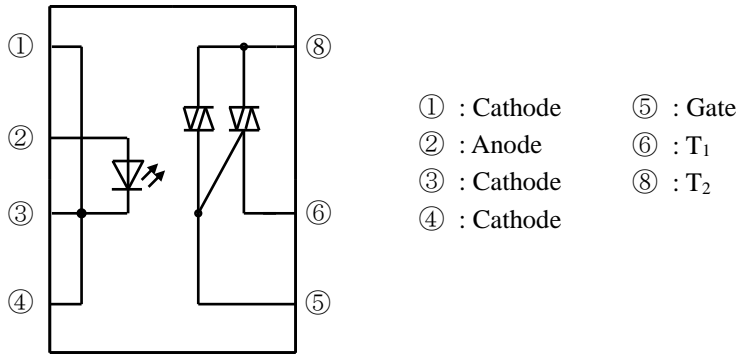 ①
②
③
④
⑧
⑥
⑤
① : Cathode
② : Anode
③ : Cathode
④ : Cathode
⑤ : Gate
⑥ : T₁
⑧ : T₂